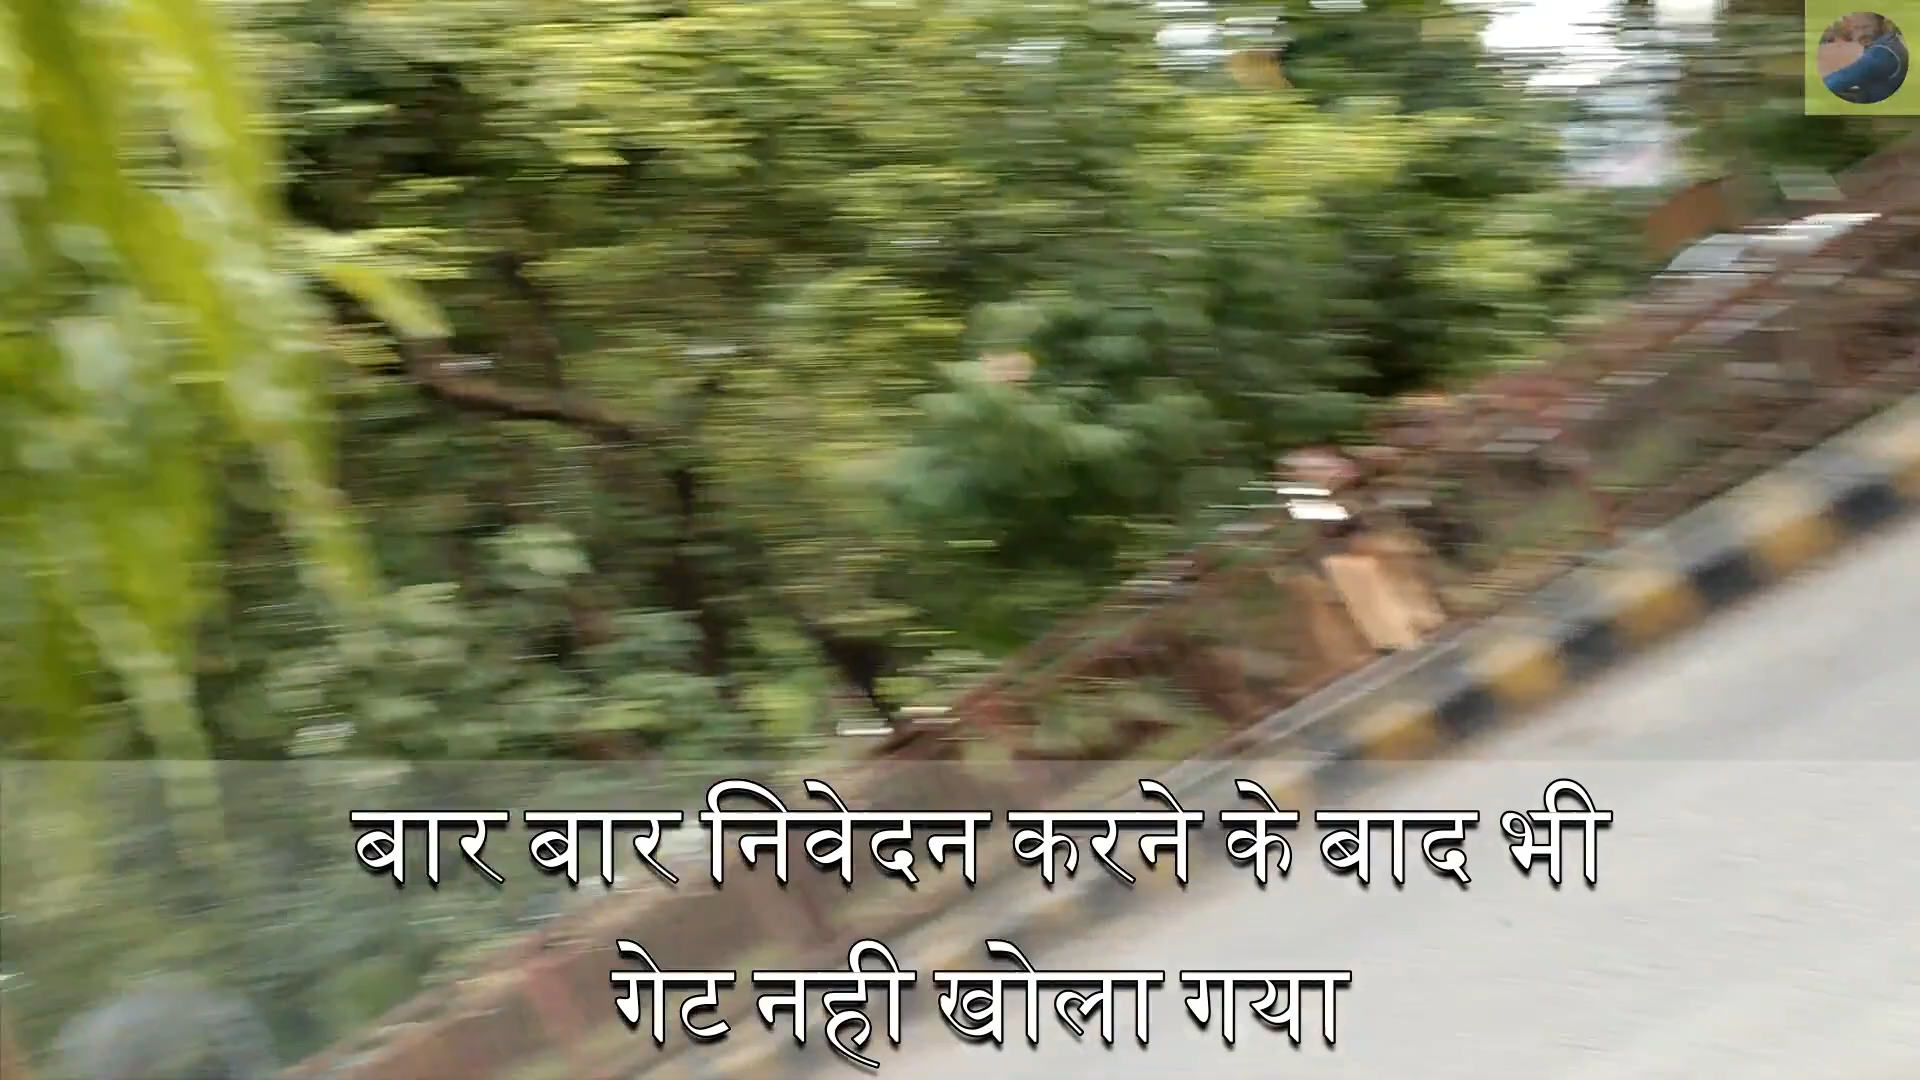 बार बार निवेदन करने के बाद भी
गेट नही खोला गया